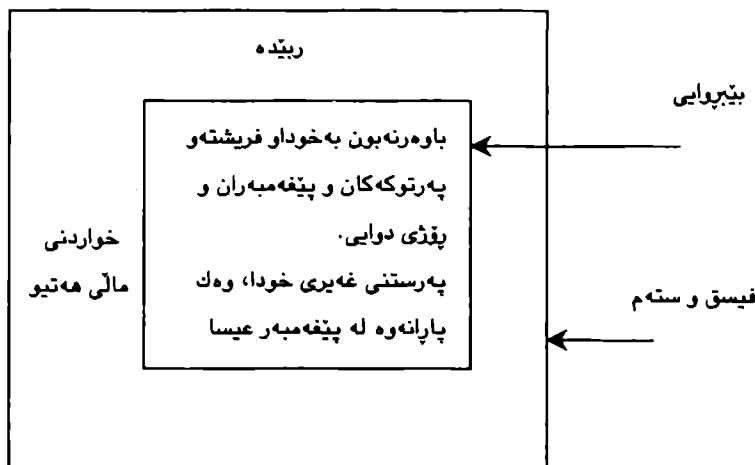 ربێده
بێبڕوایی
باوەڕنەبون بەخوداو فریشتەو
پەرتوکەکان و پێغەمبەران و
ڕۆژی دوایی.
پەرستنی غەیری خودا، وەك
پاڕانەوە لە پێغەمبەر عیسا
خواردنی
ماڵی هەتیو
فیسق و ستەم